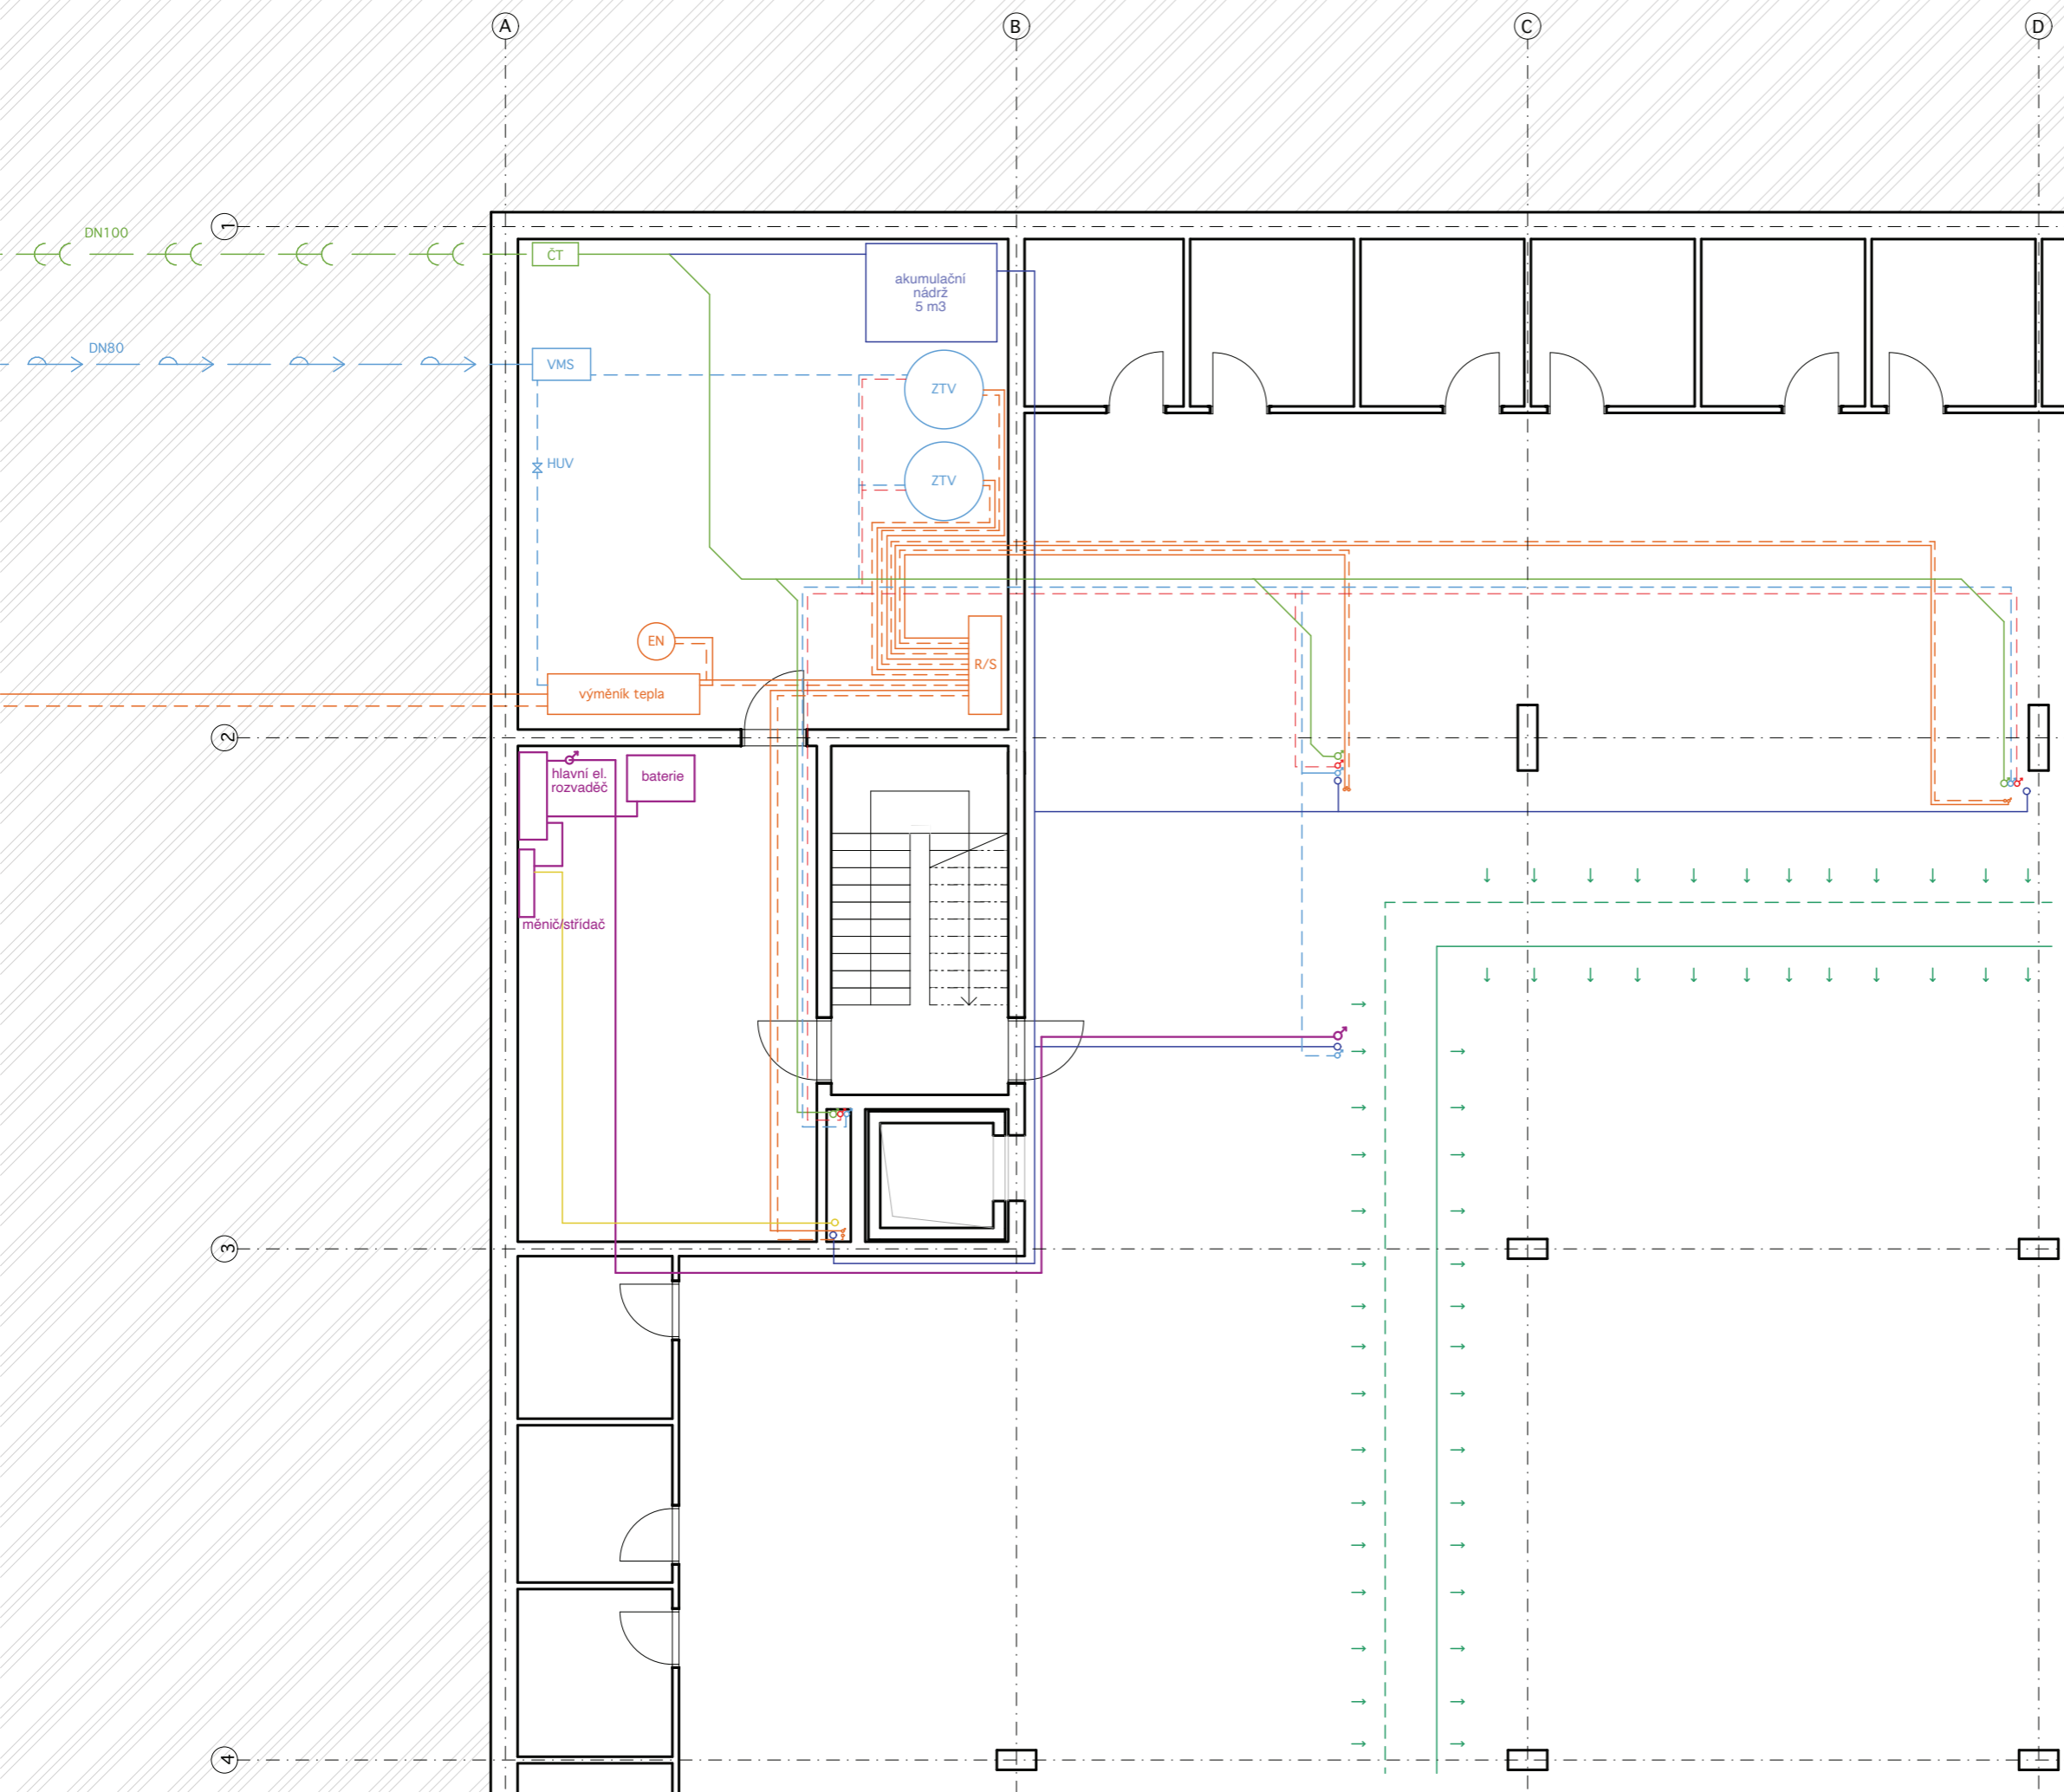 A
B
C
D
1
DN100
ČT
akumulační
nádrž
5 m3
DN80
VMS
ZTV
HUV
ZTV
EN
R/S
výměník tepla
2
hlavní el.
rozvaděč
baterie
měnič/střídač
3
4